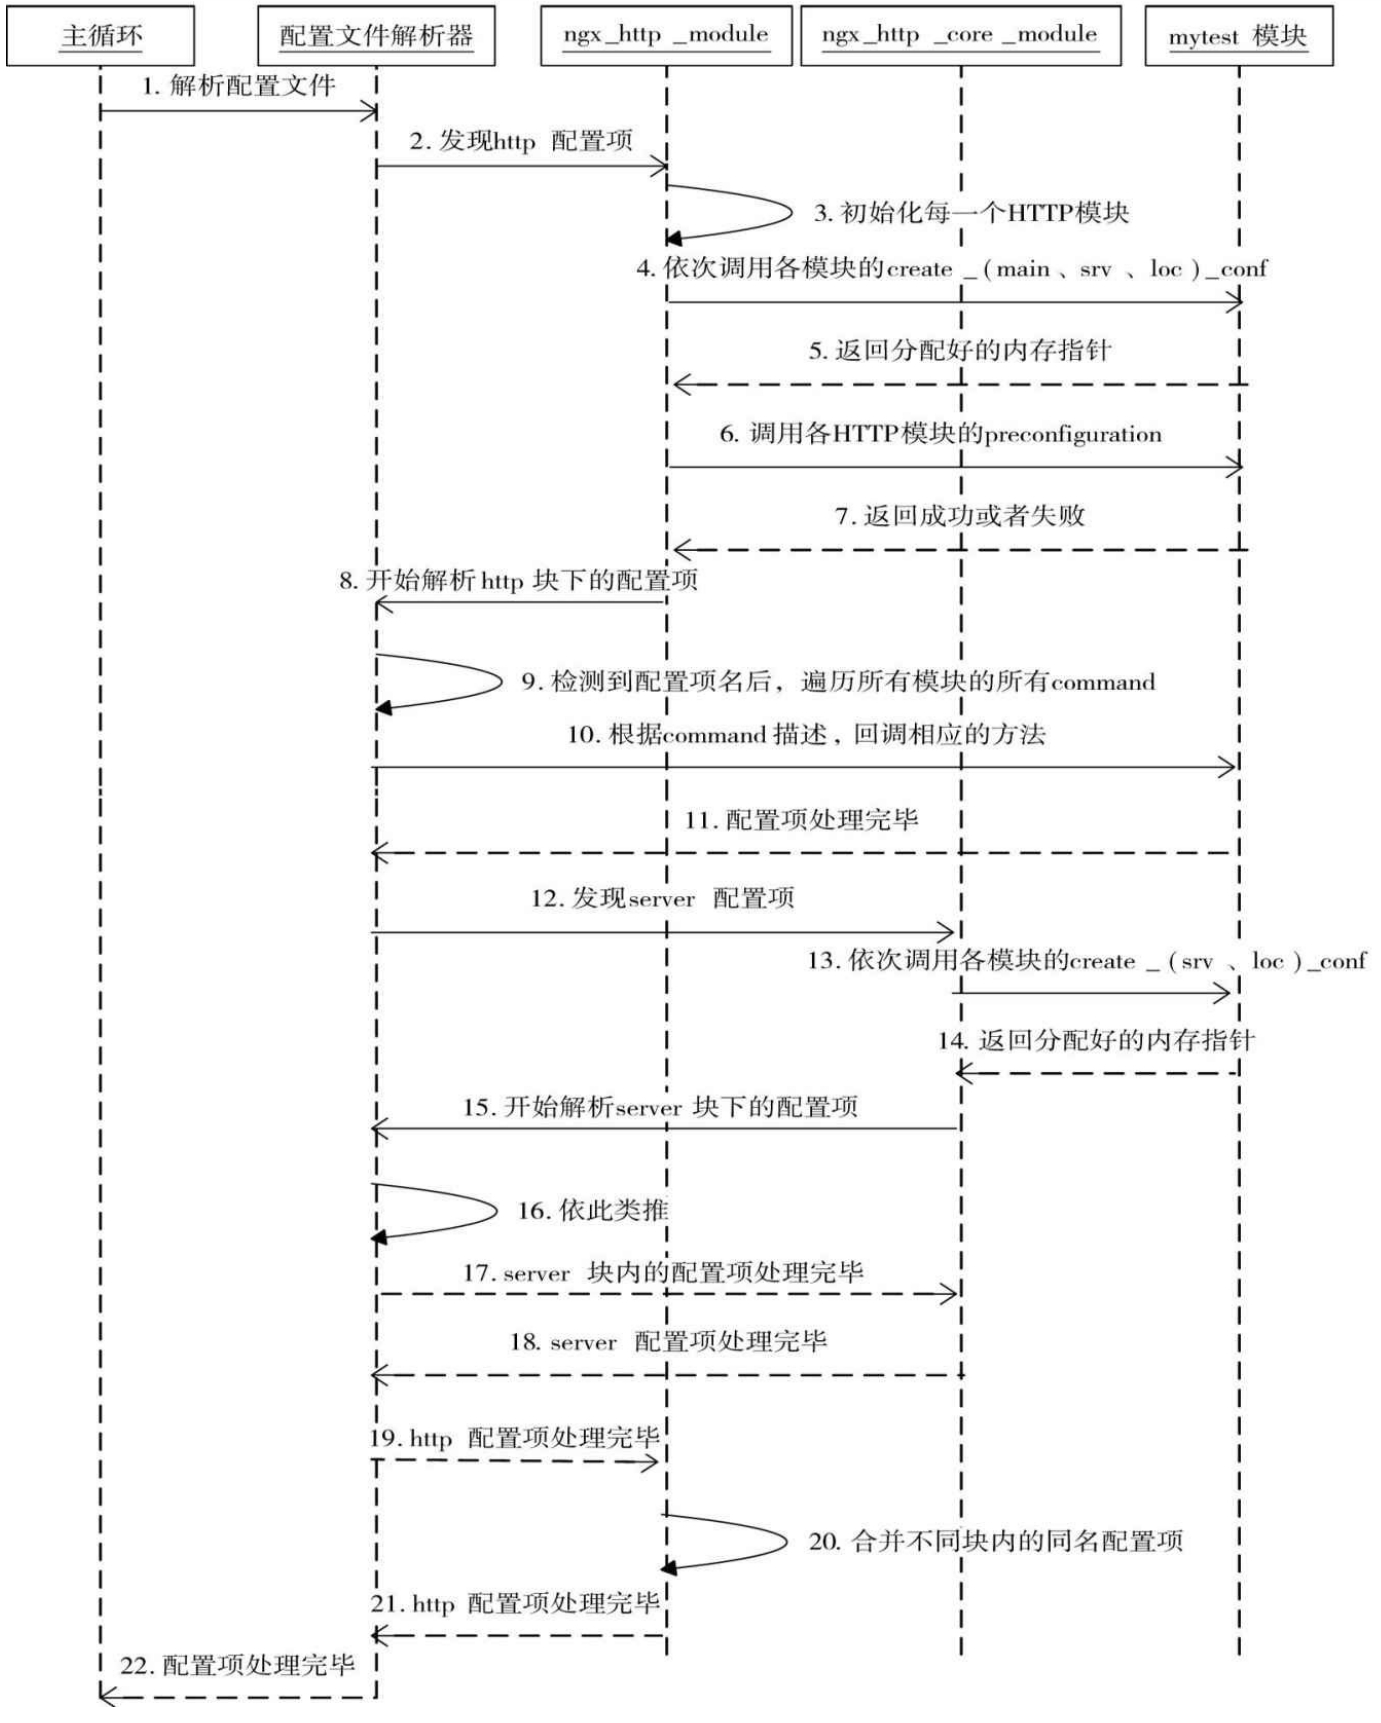 主循环
配置文件解析器
ngx_http _module
ngx_http _core _module
mytest 模块
1. 解析配置文件
2. 发现http 配置项
3. 初始化每一个HTTP模块
4. 依次调用各模块的create _(main 、srv 、loc )_conf
5. 返回分配好的内存指针
6. 调用各HTTP模块的preconfiguration
7. 返回成功或者失败
8. 开始解析 http 块下的配置项
9. 检测到配置项名后，遍历所有模块的所有command
10. 根据command 描述，回调相应的方法
11. 配置项处理完毕
12. 发现server 配置项
13. 依次调用各模块的create _ ( srv 、loc )_conf
14. 返回分配好的内存指针
15. 开始解析server 块下的配置项
16. 依此类推
17. server 块内的配置项处理完毕
18. server 配置项处理完毕
19. http 配置项处理完毕
20. 合并不同块内的同名配置项
21. http 配置项处理完毕
22. 配置项处理完毕